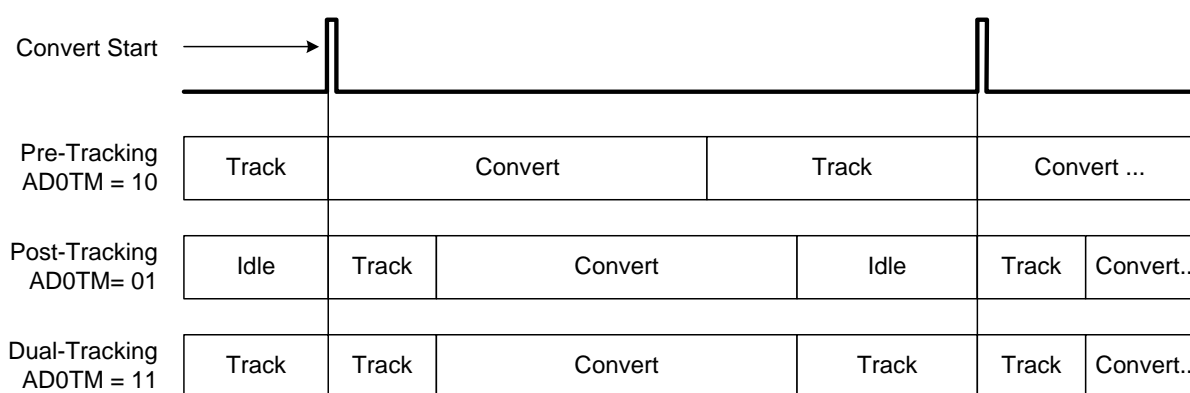 Convert Start
Pre-Tracking
AD0TM = 10
Track
Convert
Track
Convert ...
Post-Tracking
AD0TM= 01
Idle
Track
Convert
Idle
Track
Convert..
Dual-Tracking
AD0TM = 11
Track
Track
Convert
Track
Track
Convert..